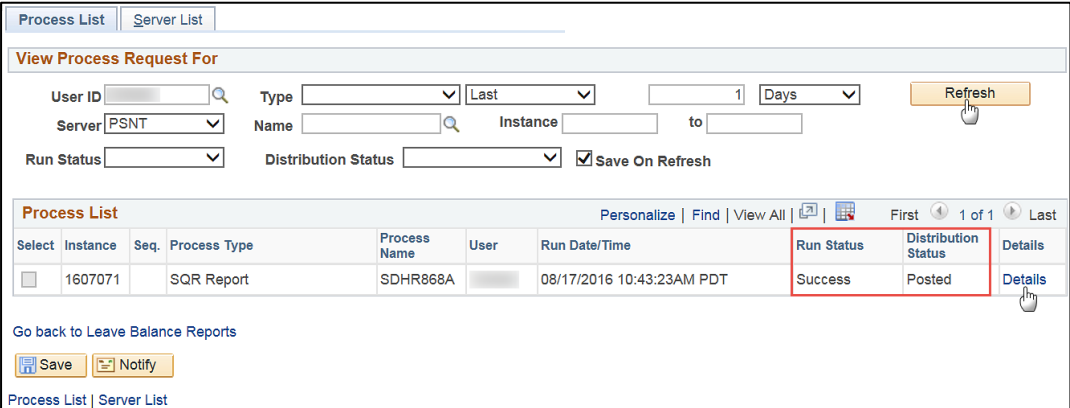 Process List Server List
View Process Request For
User ID Type Last 1 Days Refresh
Server PSNT Name Instance to
Run Status Distribution Status Save On Refresh
Process List Personalize | Find | View All | | First 1 of 1 Last
Select Instance Seq. Process Type Process Name User Run Date/Time Run Status Distribution Status Details
1607071 SQR Report SDHR868A 08/17/2016 10:43:23AM PDT Success Posted Details
Go back to Leave Balance Reports
Save Notify
Process List | Server List